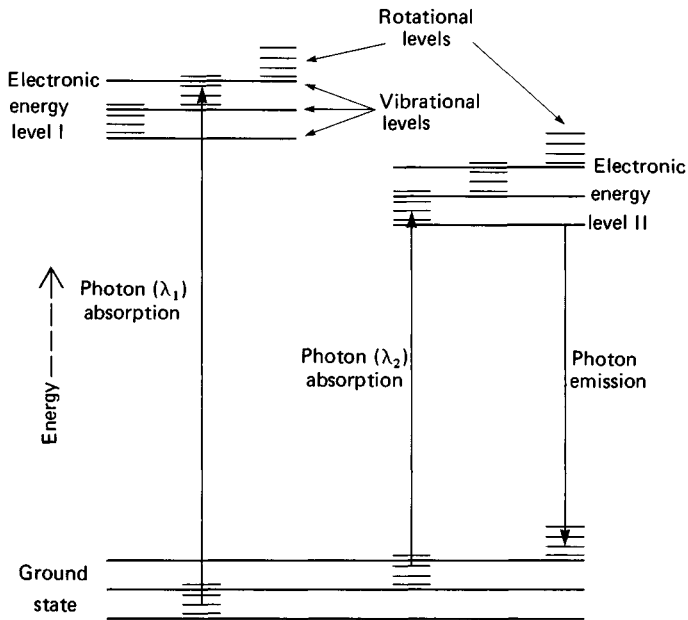 Rotational
levels
Electronic
energy
level I
Vibrational
levels
Electronic
energy
level II
Photon (λ₁)
absorption
Photon (λ₂)
absorption
Photon
emission
Energy
Ground
state